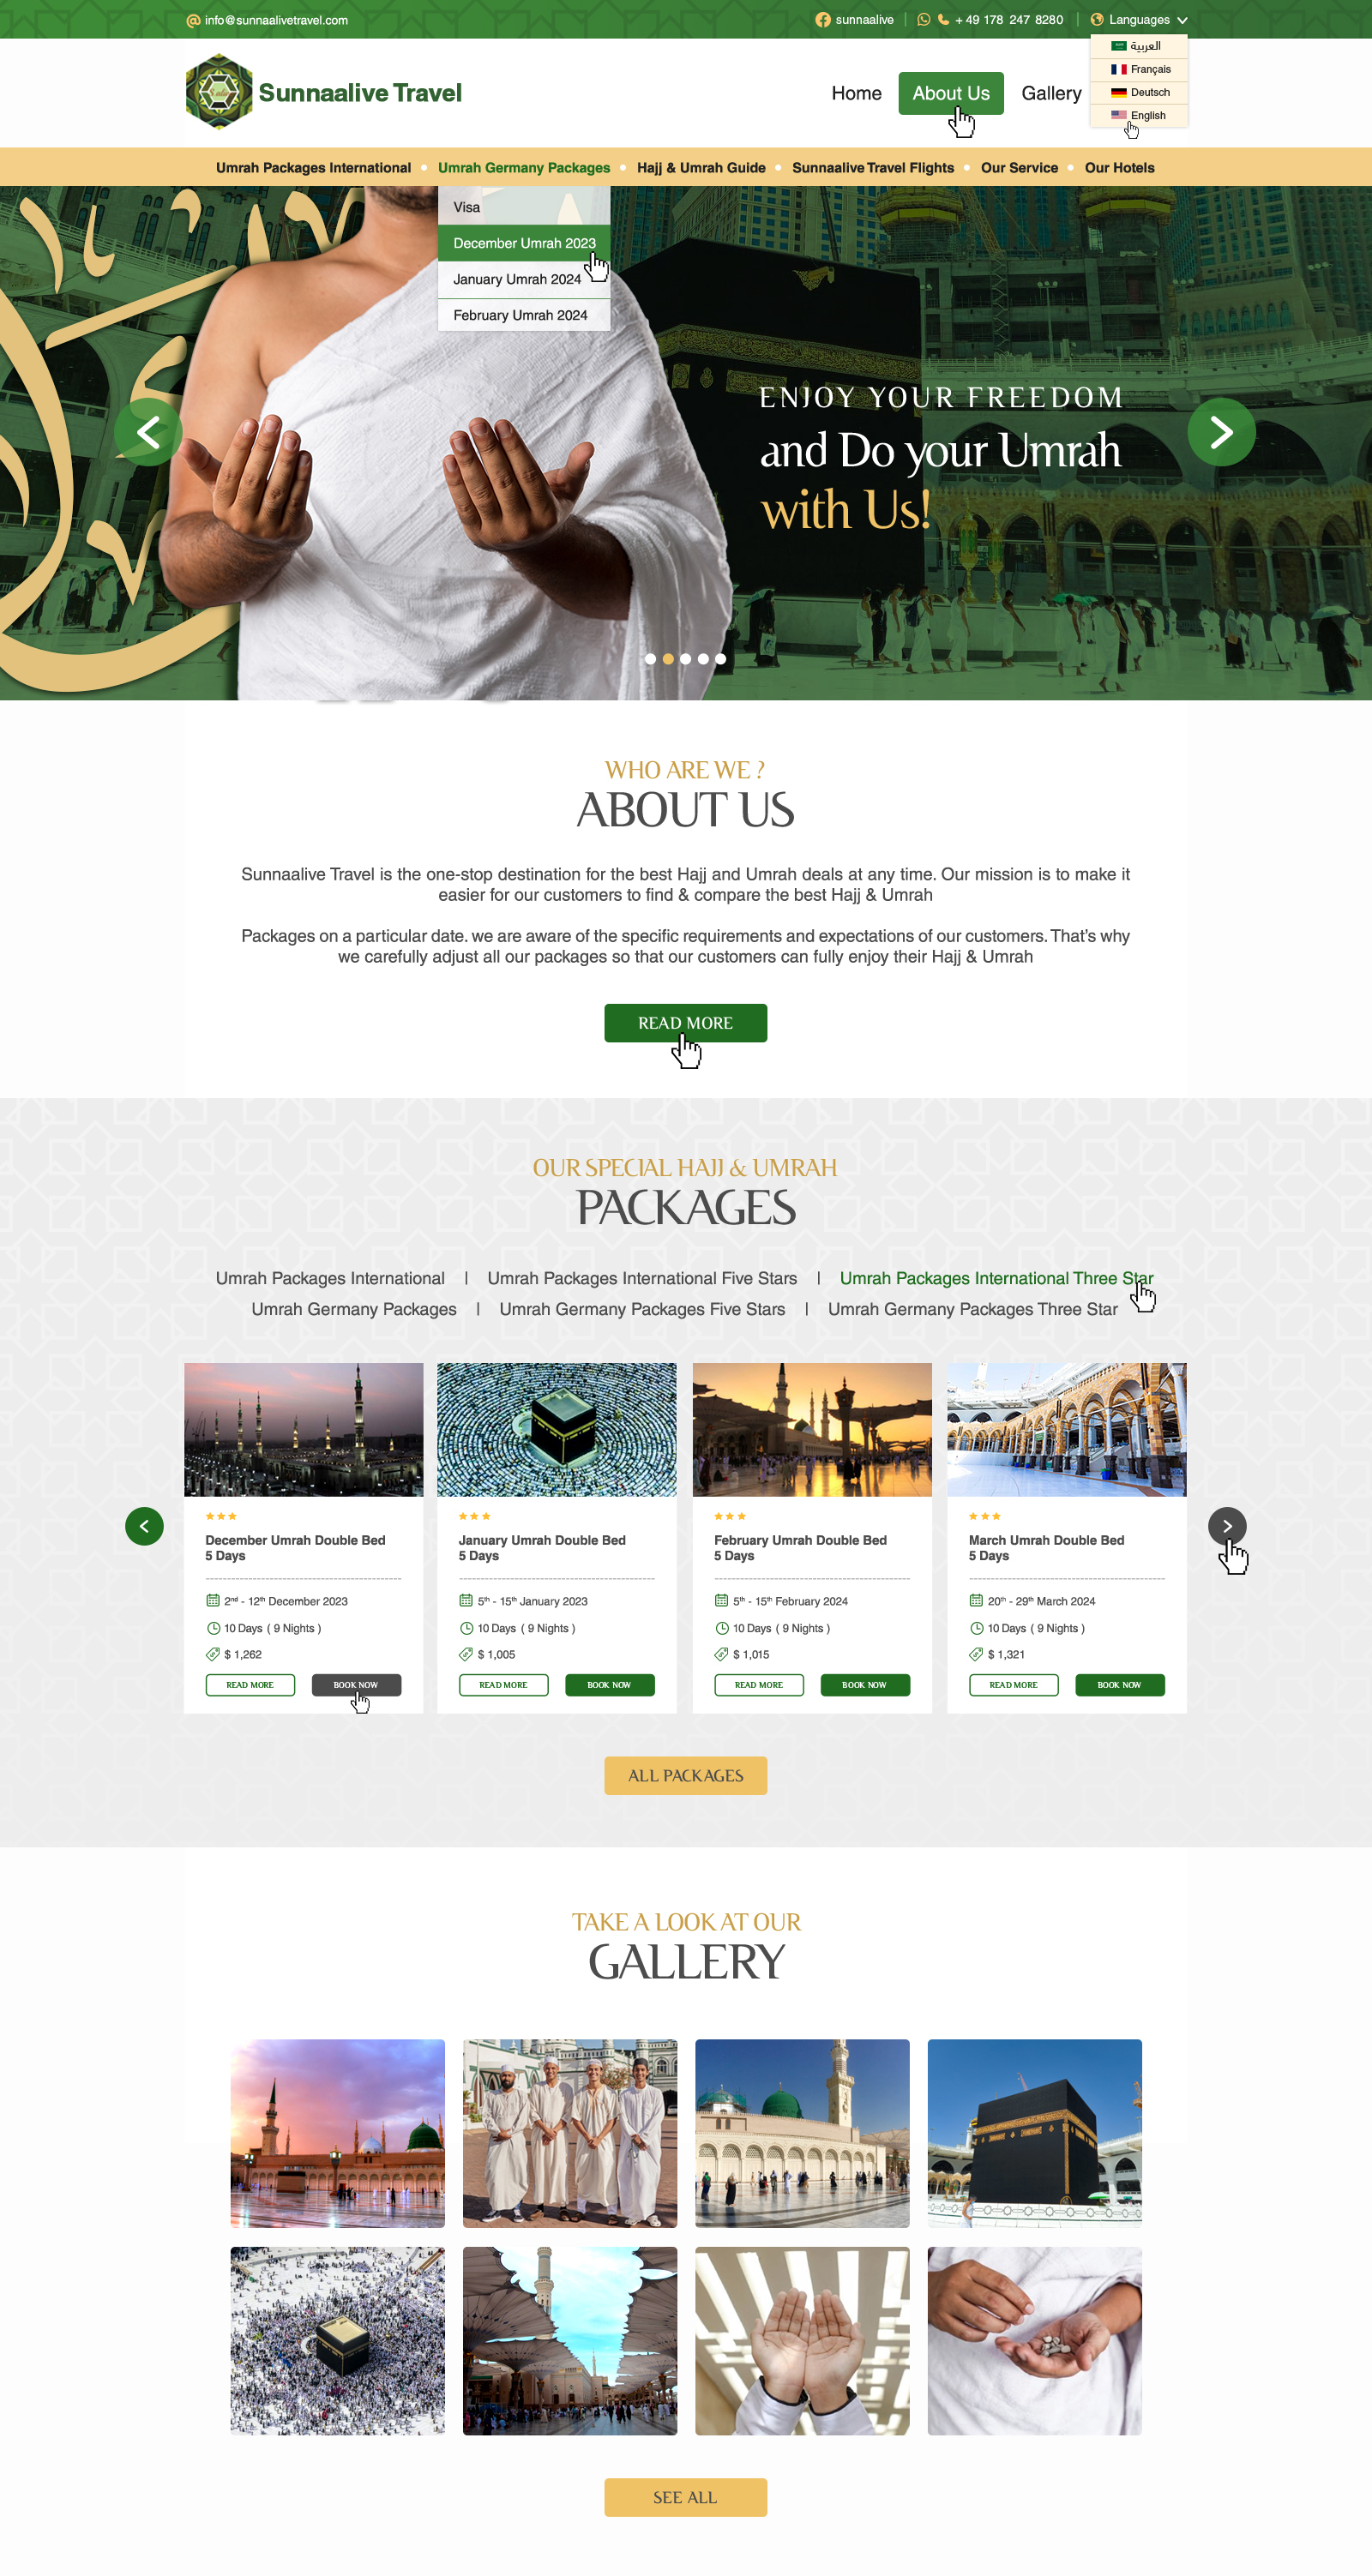 info@sunnaalivetravel.com
sunnaalive
+ 49 178 247 8280
Languages
العربية
Français
Deutsch
English
Sunnaalive Travel
Home
About Us
Gallery
Umrah Packages International
Umrah Germany Packages
Hajj & Umrah Guide
Sunnaalive Travel Flights
Our Service
Our Hotels
Visa
December Umrah 2023
January Umrah 2024
February Umrah 2024
ENJOY YOUR FREEDOM
and Do your Umrah
with Us!
WHO ARE WE ?
ABOUT US
Sunnaalive Travel is the one-stop destination for the best Hajj and Umrah deals at any time. Our mission is to make it
easier for our customers to find & compare the best Hajj & Umrah
Packages on a particular date. we are aware of the specific requirements and expectations of our customers. That's why
we carefully adjust all our packages so that our customers can fully enjoy their Hajj & Umrah
READ MORE
OUR SPECIAL HAJJ & UMRAH
PACKAGES
Umrah Packages International | Umrah Packages International Five Stars | Umrah Packages International Three Star
Umrah Germany Packages | Umrah Germany Packages Five Stars | Umrah Germany Packages Three Star
December Umrah Double Bed
5 Days
2nd - 12th December 2023
10 Days ( 9 Nights )
$ 1,262
READ MORE
BOOK NOW
January Umrah Double Bed
5 Days
5th - 15th January 2023
10 Days ( 9 Nights )
$ 1,005
READ MORE
BOOK NOW
February Umrah Double Bed
5 Days
5th - 15th February 2024
10 Days ( 9 Nights )
$ 1,015
READ MORE
BOOK NOW
March Umrah Double Bed
5 Days
20th - 29th March 2024
10 Days ( 9 Nights )
$ 1,321
READ MORE
BOOK NOW
ALL PACKAGES
TAKE A LOOK AT OUR
GALLERY
SEE ALL